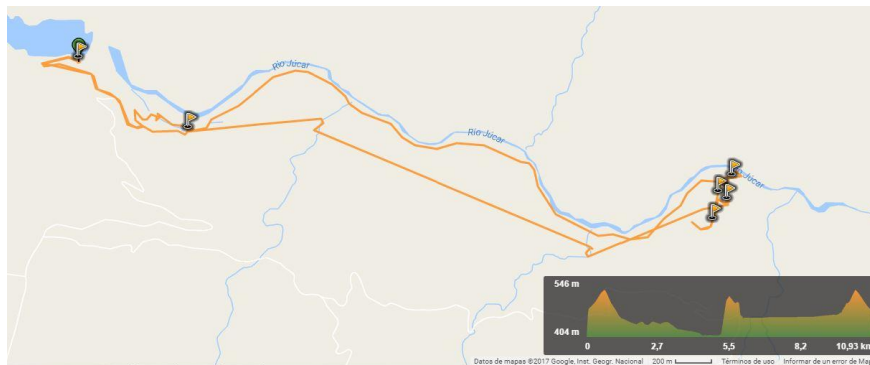 Río Júcar
Río Júcar
Júcar
546 m
404 m
0
2,7
5,5
8,2
10,93 km
Datos de mapas ©2017 Google, Inst. Geogr. Nacional
200 m
Términos de uso
Informar de un error de Map